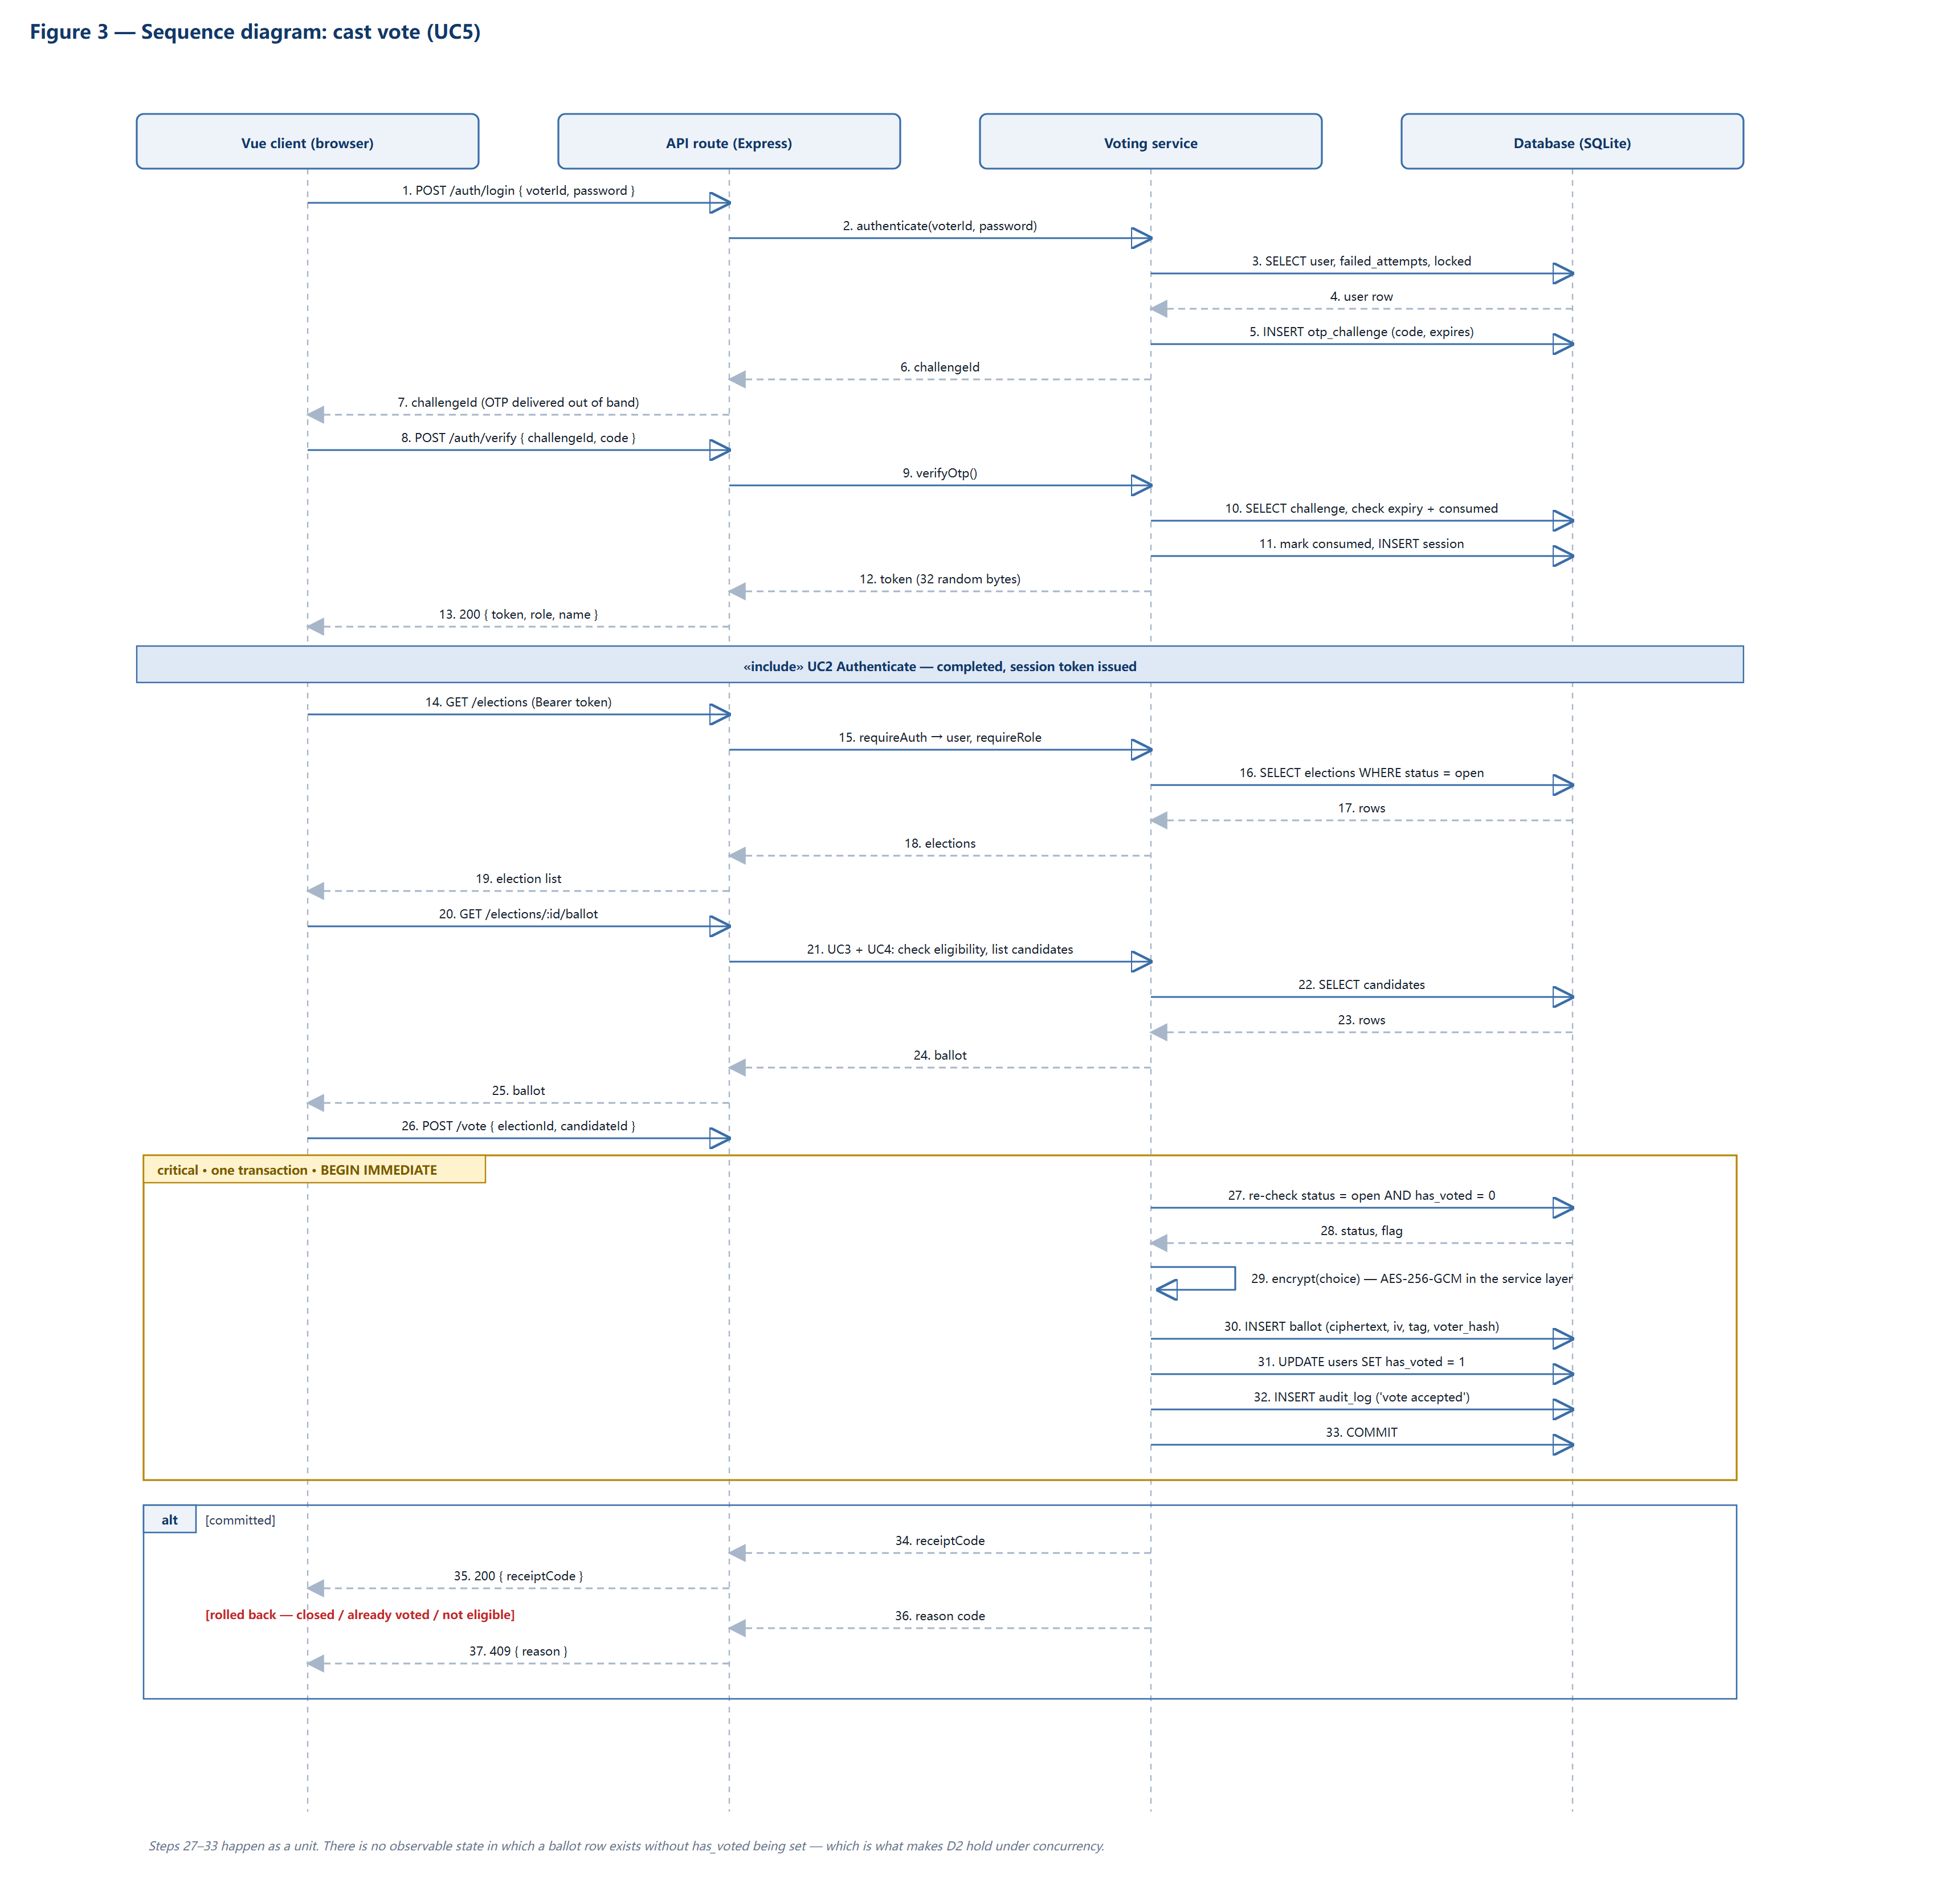 Figure 3 — Sequence diagram: cast vote (UC5)
Vue client (browser)
API route (Express)
Voting service
Database (SQLite)
1. POST /auth/login { voterId, password }
2. authenticate(voterId, password)
3. SELECT user, failed_attempts, locked
4. user row
5. INSERT otp_challenge (code, expires)
6. challengeId
7. challengeId (OTP delivered out of band)
8. POST /auth/verify { challengeId, code }
9. verifyOtp()
10. SELECT challenge, check expiry + consumed
11. mark consumed, INSERT session
12. token (32 random bytes)
13. 200 { token, role, name }
«include» UC2 Authenticate — completed, session token issued
14. GET /elections (Bearer token)
15. requireAuth → user, requireRole
16. SELECT elections WHERE status = open
17. rows
18. elections
19. election list
20. GET /elections/:id/ballot
21. UC3 + UC4: check eligibility, list candidates
22. SELECT candidates
23. rows
24. ballot
25. ballot
26. POST /vote { electionId, candidateId }
critical • one transaction • BEGIN IMMEDIATE
27. re-check status = open AND has_voted = 0
28. status, flag
29. encrypt(choice) — AES-256-GCM in the service layer
30. INSERT ballot (ciphertext, iv, tag, voter_hash)
31. UPDATE users SET has_voted = 1
32. INSERT audit_log ('vote accepted')
33. COMMIT
alt [committed]
34. receiptCode
35. 200 { receiptCode }
[rolled back — closed / already voted / not eligible]
36. reason code
37. 409 { reason }
Steps 27–33 happen as a unit. There is no observable state in which a ballot row exists without has_voted being set — which is what makes D2 hold under concurrency.